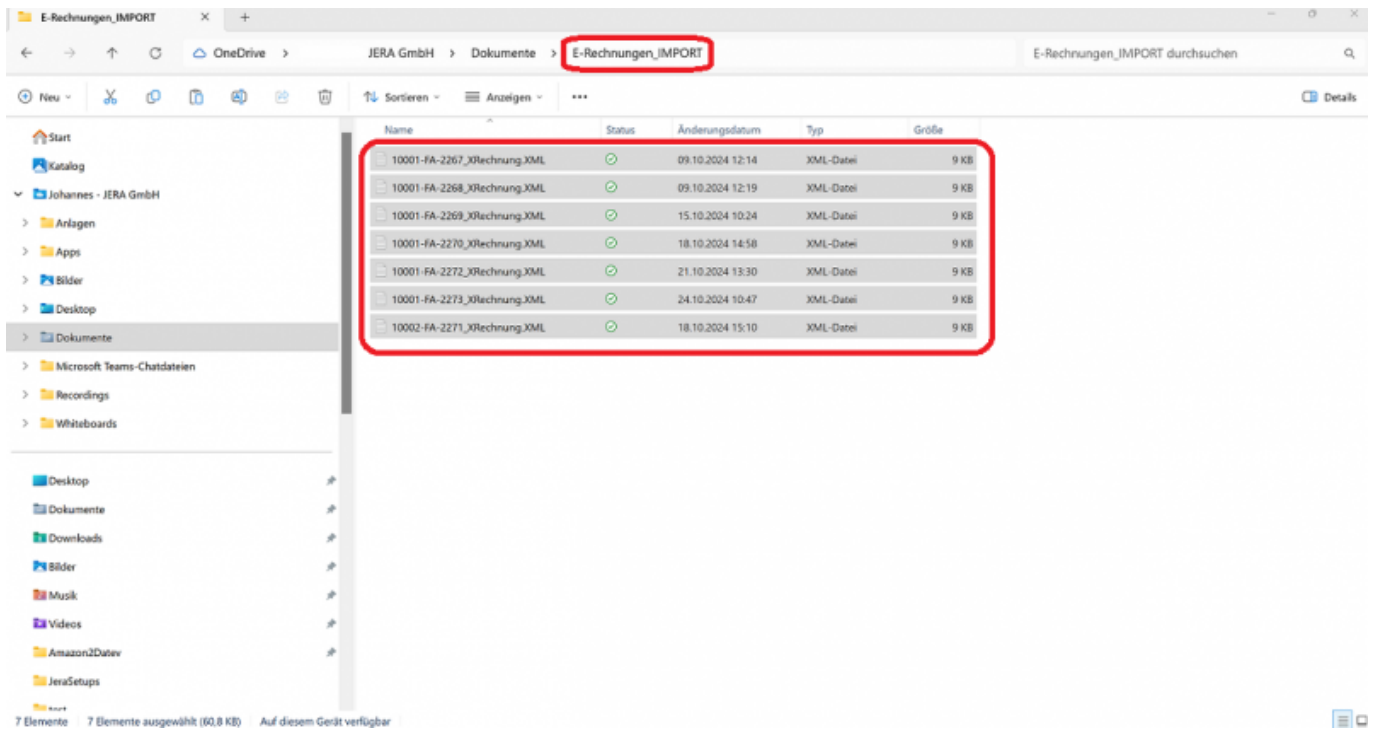 E-Rechnungen_IMPORT × +
OneDrive > JERA GmbH > Dokumente > E-Rechnungen_IMPORT E-Rechnungen_IMPORT durchsuchen
Neu Sortieren Anzeigen ... Details
Name Status Änderungsdatum Typ Größe
Start
Katalog
Johannes - JERA GmbH
Anlagen
Apps
Bilder
Desktop
Dokumente
Microsoft Teams-Chatdateien
Recordings
Whiteboards
Desktop
Dokumente
Downloads
Bilder
Musik
Videos
Amazon2Datev
JeraSetups
10001-FA-2267_XRechnung.XML 09.10.2024 12:14 XML-Datei 9 KB
10001-FA-2268_XRechnung.XML 09.10.2024 12:19 XML-Datei 9 KB
10001-FA-2269_XRechnung.XML 15.10.2024 10:24 XML-Datei 9 KB
10001-FA-2270_XRechnung.XML 18.10.2024 14:58 XML-Datei 9 KB
10001-FA-2272_XRechnung.XML 21.10.2024 13:30 XML-Datei 9 KB
10001-FA-2273_XRechnung.XML 24.10.2024 10:47 XML-Datei 9 KB
10002-FA-2271_XRechnung.XML 18.10.2024 15:10 XML-Datei 9 KB
7 Elemente 7 Elemente ausgewählt (60,8 KB) Auf diesem Gerät verfügbar